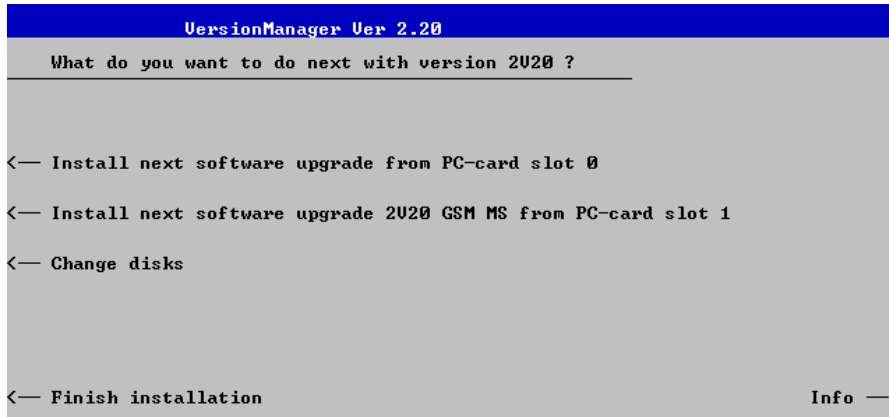 VersionManager Ver 2.20
What do you want to do next with version 2V20 ?
<── Install next software upgrade from PC-card slot 0
<── Install next software upgrade 2V20 GSM MS from PC-card slot 1
<── Change disks
<── Finish installation
Info ──